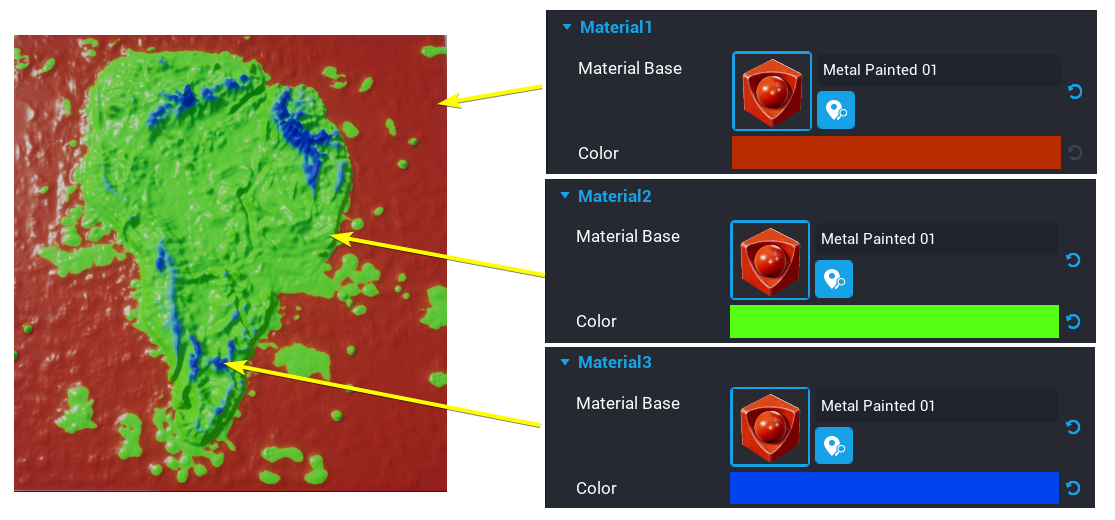 Material1
Material Base
Metal Painted 01
Color
Material2
Material Base
Metal Painted 01
Color
Material3
Material Base
Metal Painted 01
Color